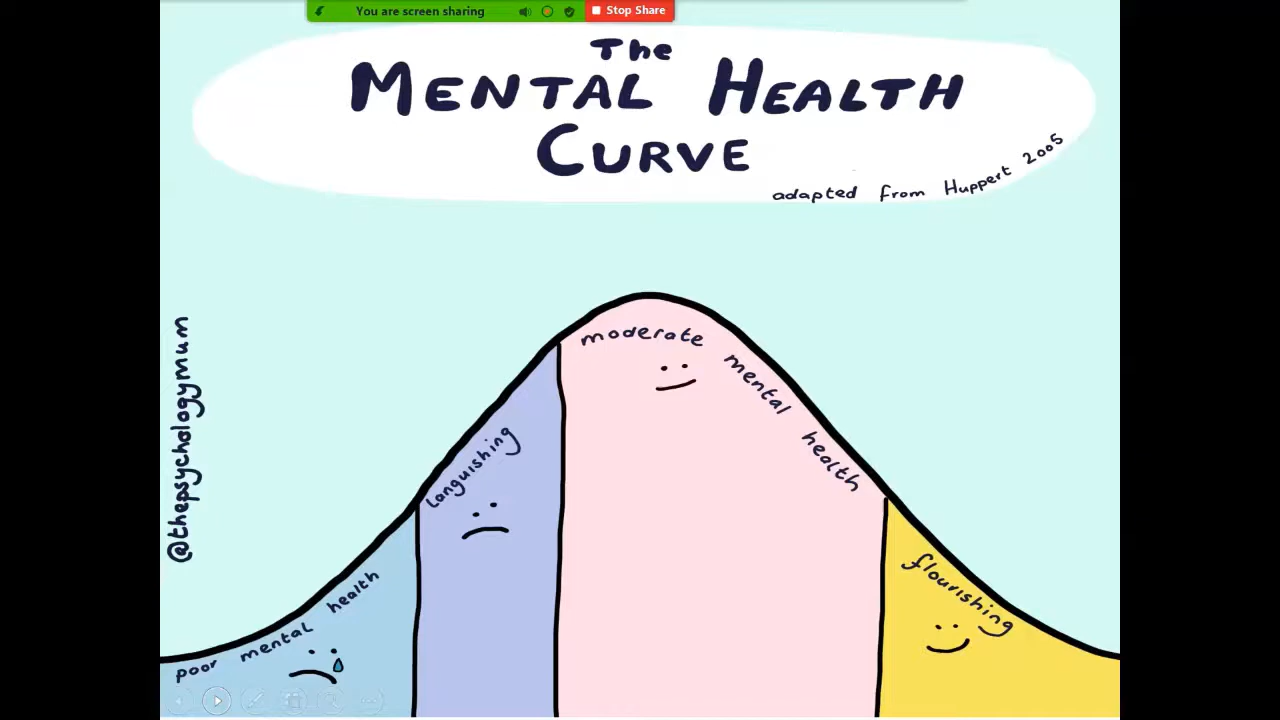 You are screen sharing
Stop Share
The
MENTAL HEALTH
CURVE
adapted from Huppert 2005
@thepsychologymum
moderate mental health
languishing
flourishing
poor mental health